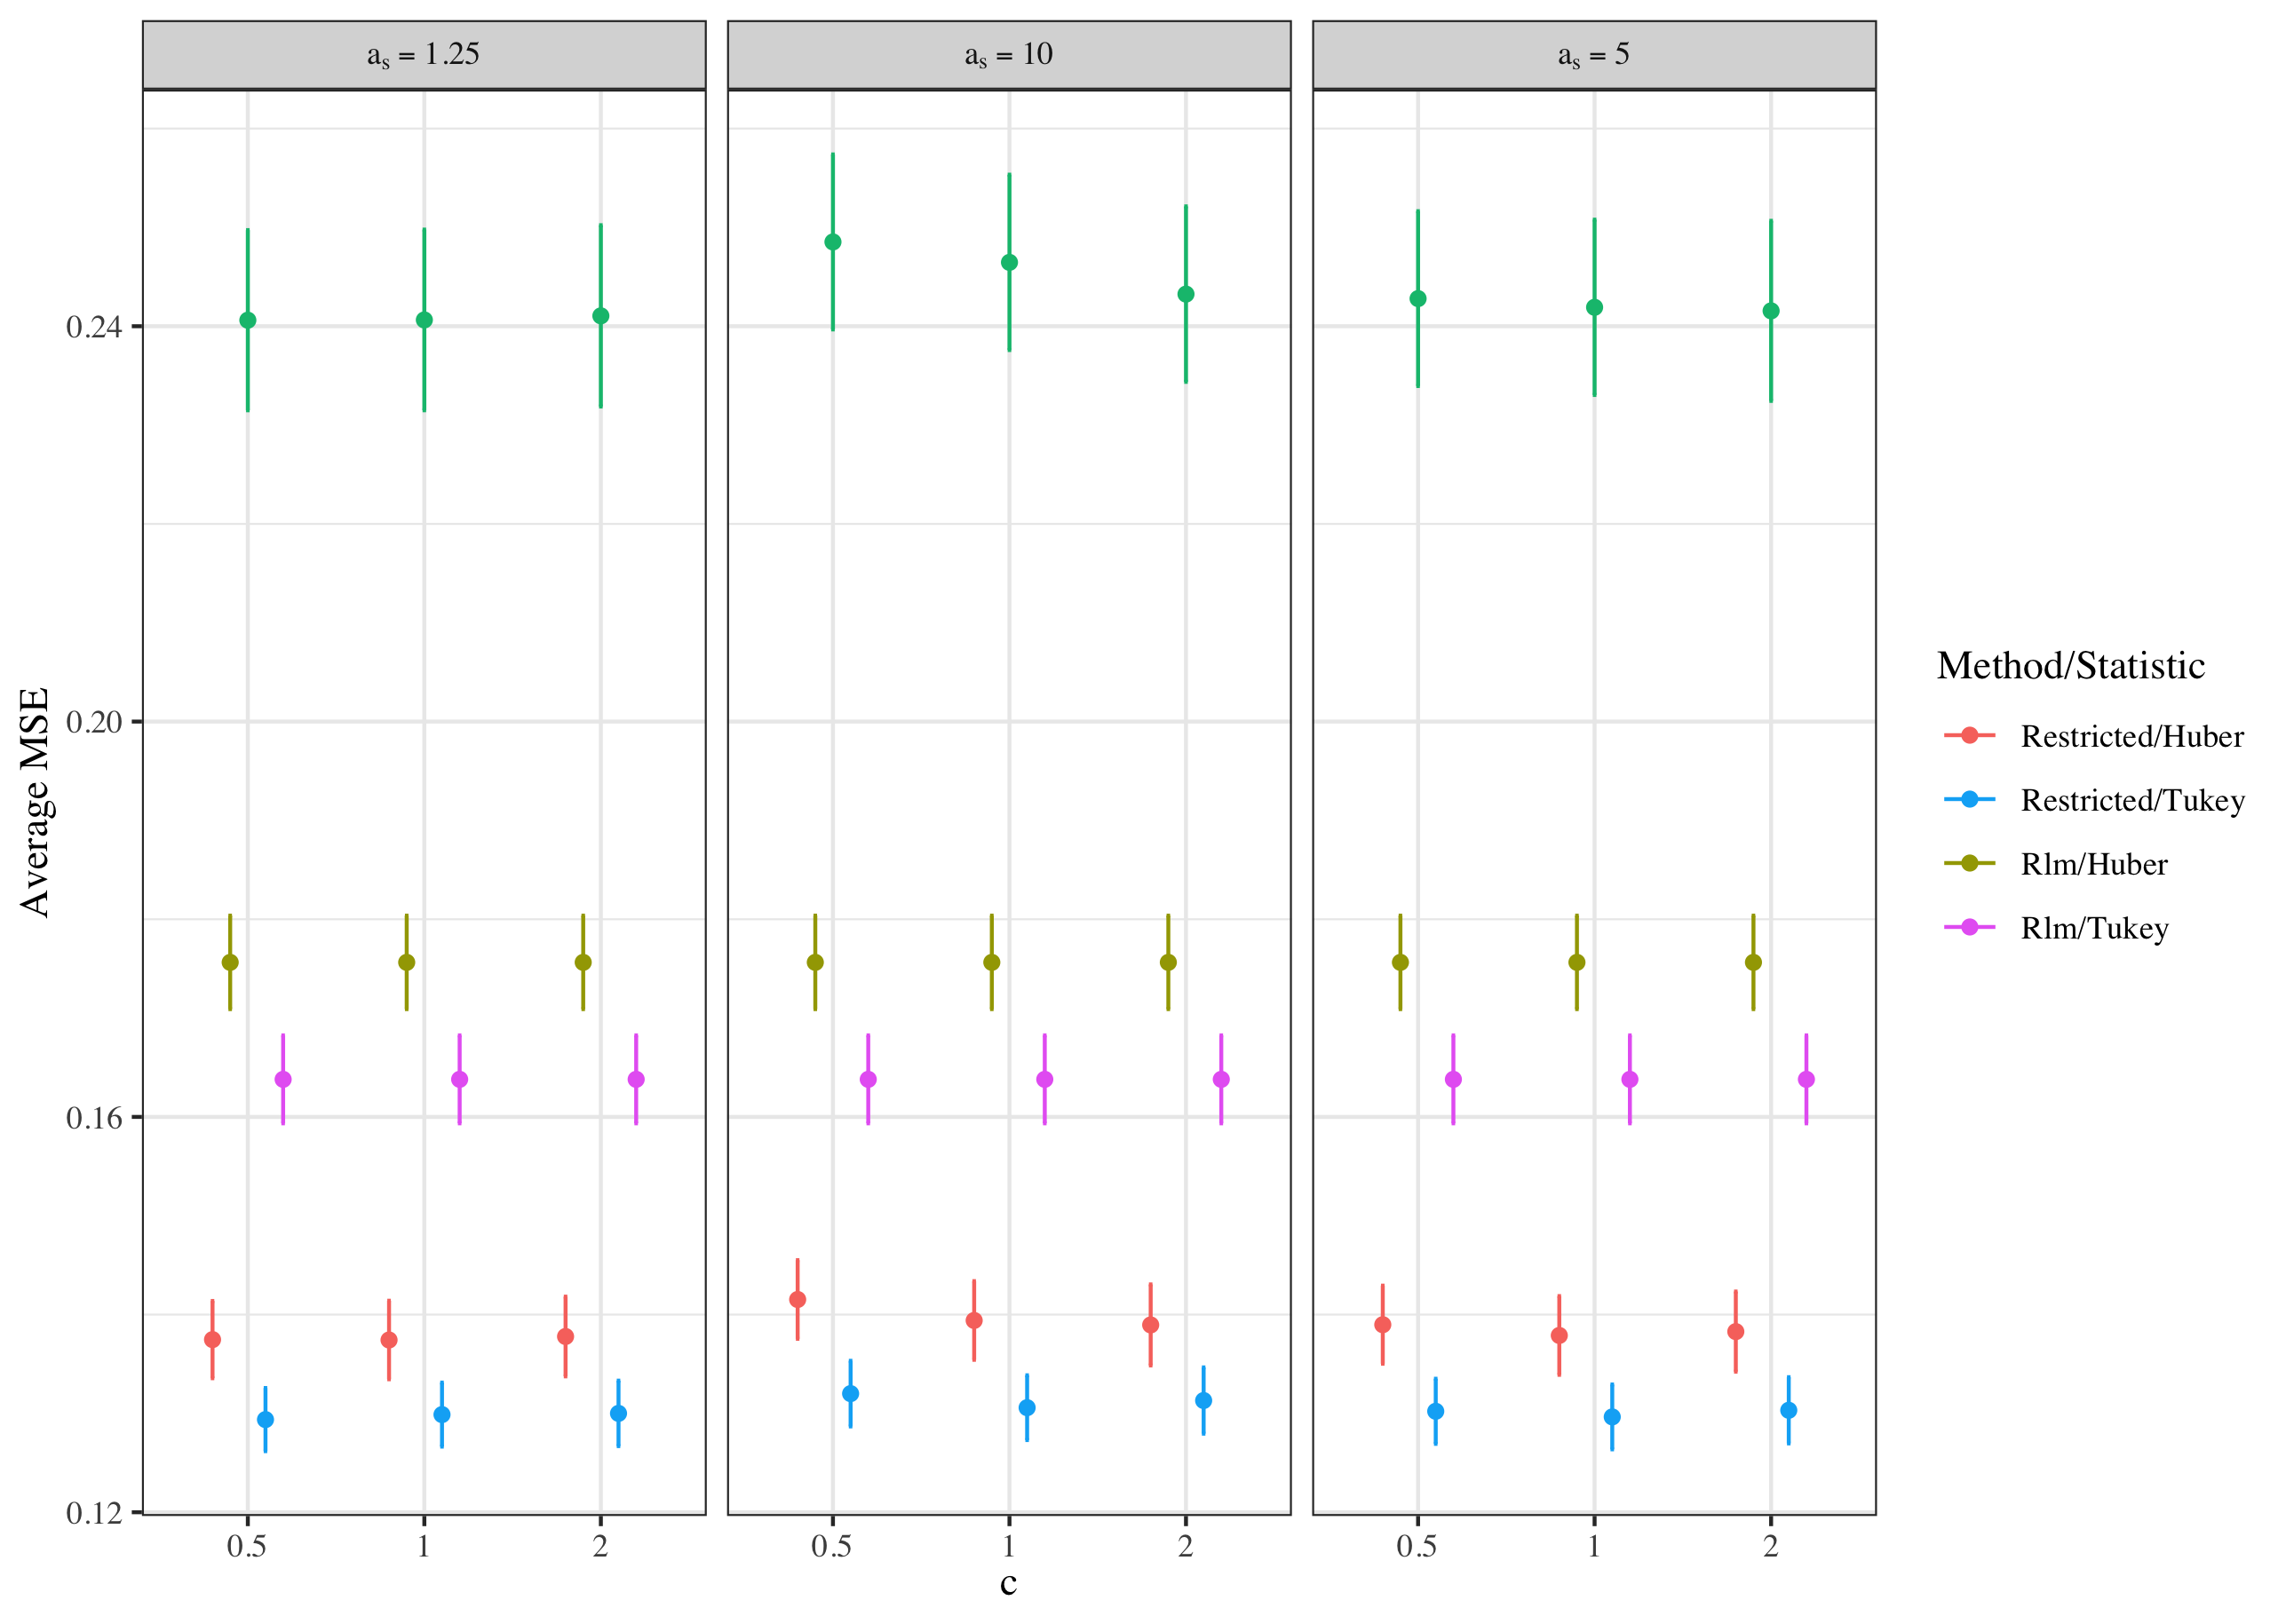 a_s = 1.25
a_s = 10
a_s = 5
Average MSE
0.24
0.20
0.16
0.12
0.5 1 2
0.5 1 2
0.5 1 2
c
Method/Statistic
Restricted/Huber
Restricted/Tukey
Rlm/Huber
Rlm/Tukey